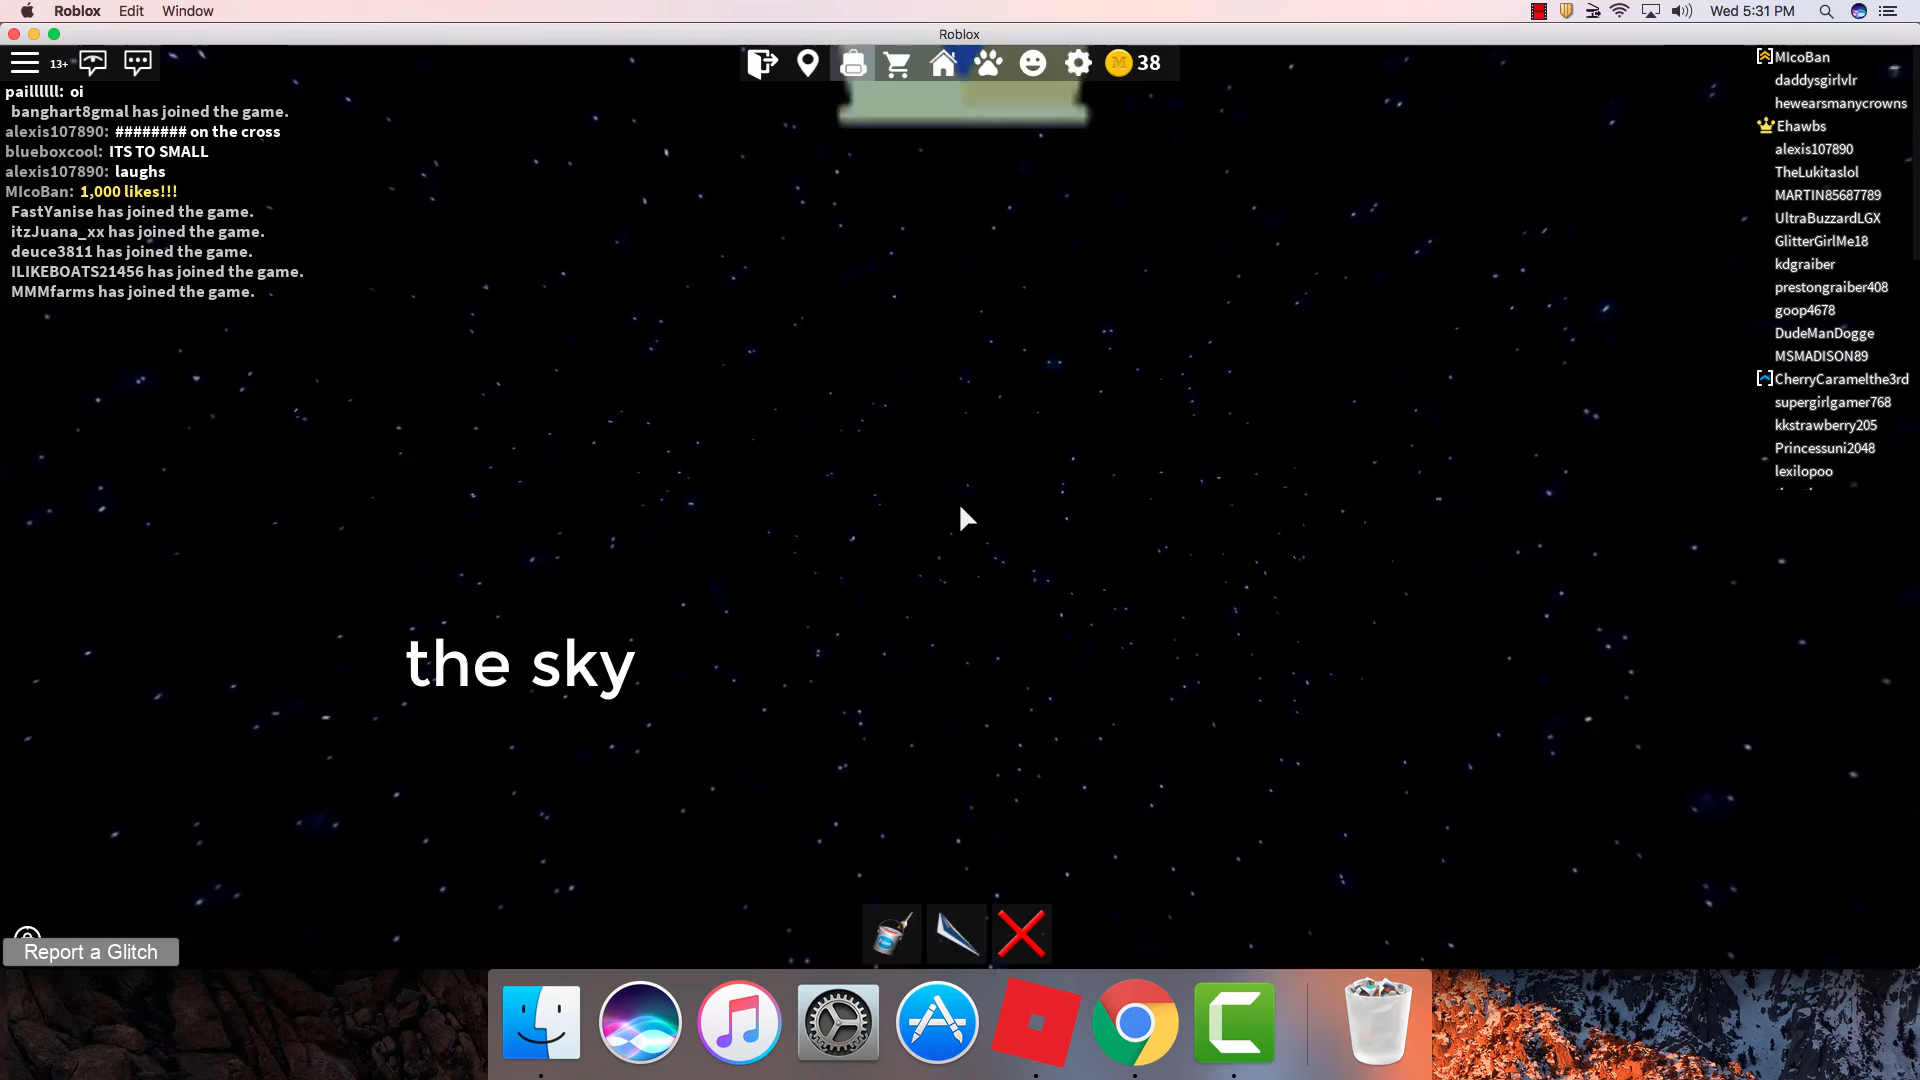 Roblox Edit Window
Wed 5:31 PM
Roblox
13+
38
paillllll: oi
banghart8gmal has joined the game.
alexis107890: ######## on the cross
blueboxcool: ITS TO SMALL
alexis107890: laughs
MIcoBan: 1,000 likes!!!
FastYanise has joined the game.
itzJuana_xx has joined the game.
deuce3811 has joined the game.
ILIKEBOATS21456 has joined the game.
MMMfarms has joined the game.
MIcoBan
daddysgirlvlr
hewearsmanycrowns
Ehawbs
alexis107890
TheLukitaslol
MARTIN85687789
UltraBuzzardLGX
GlitterGirlMe18
kdgraiber
prestongraiber408
goop4678
DudeManDogge
MSMADISON89
CherryCaramelthe3rd
supergirlgamer768
kkstrawberry205
Princessuni2048
lexilopoo
the sky
Report a Glitch